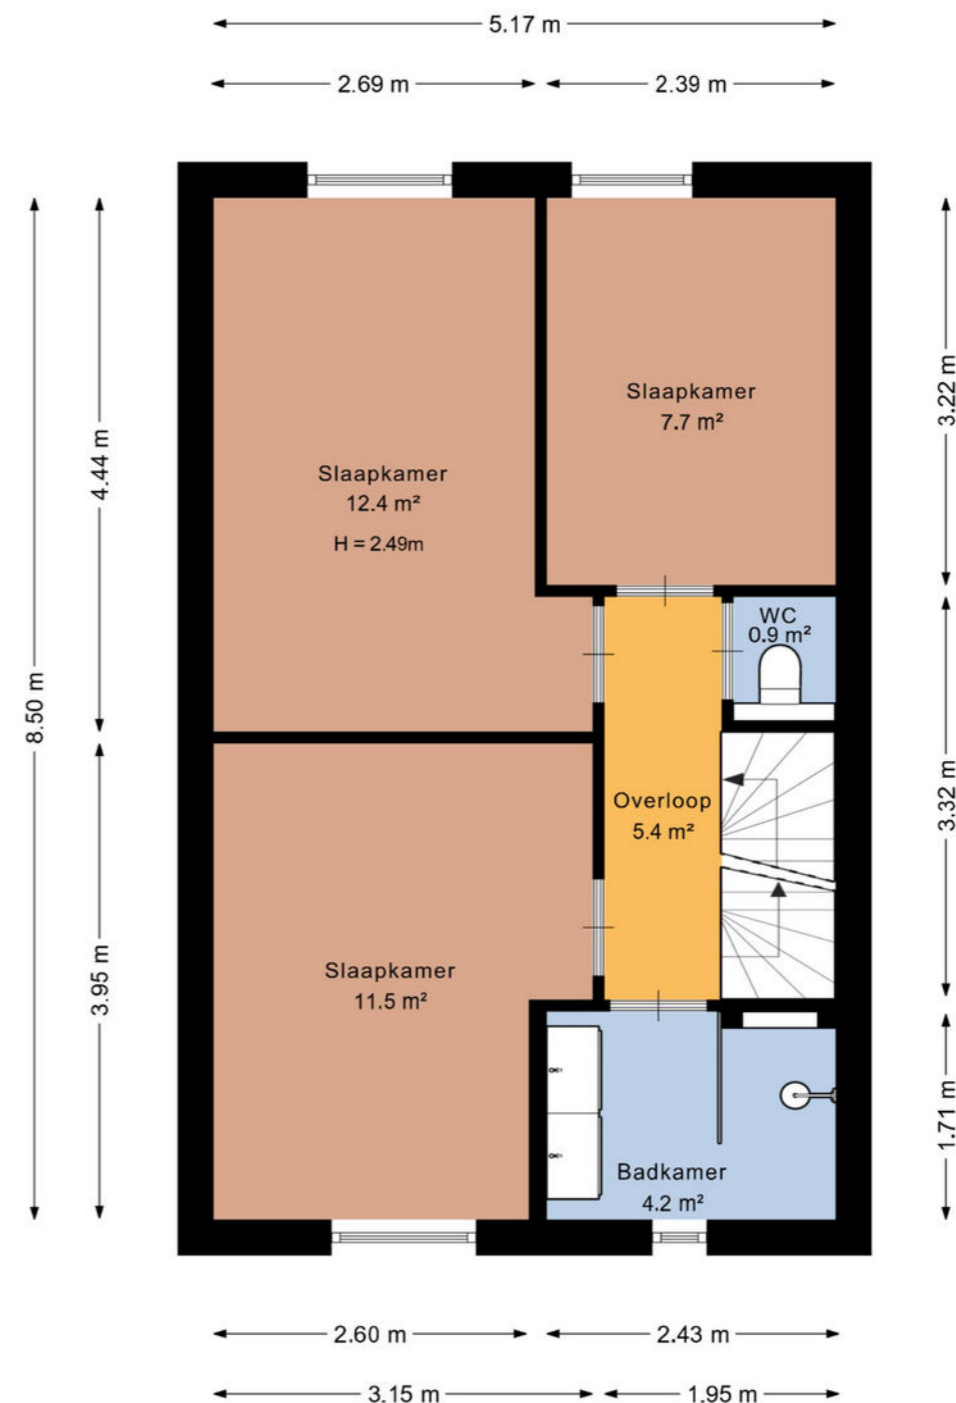 5.17 m
2.69 m
2.39 m
Slaapkamer
7.7 m²
3.22 m
4.44 m
Slaapkamer
12.4 m²
H = 2.49m
WC
0.9 m²
8.50 m
Overloop
5.4 m²
3.32 m
Slaapkamer
11.5 m²
3.95 m
1.71 m
Badkamer
4.2 m²
2.60 m
2.43 m
3.15 m
1.95 m